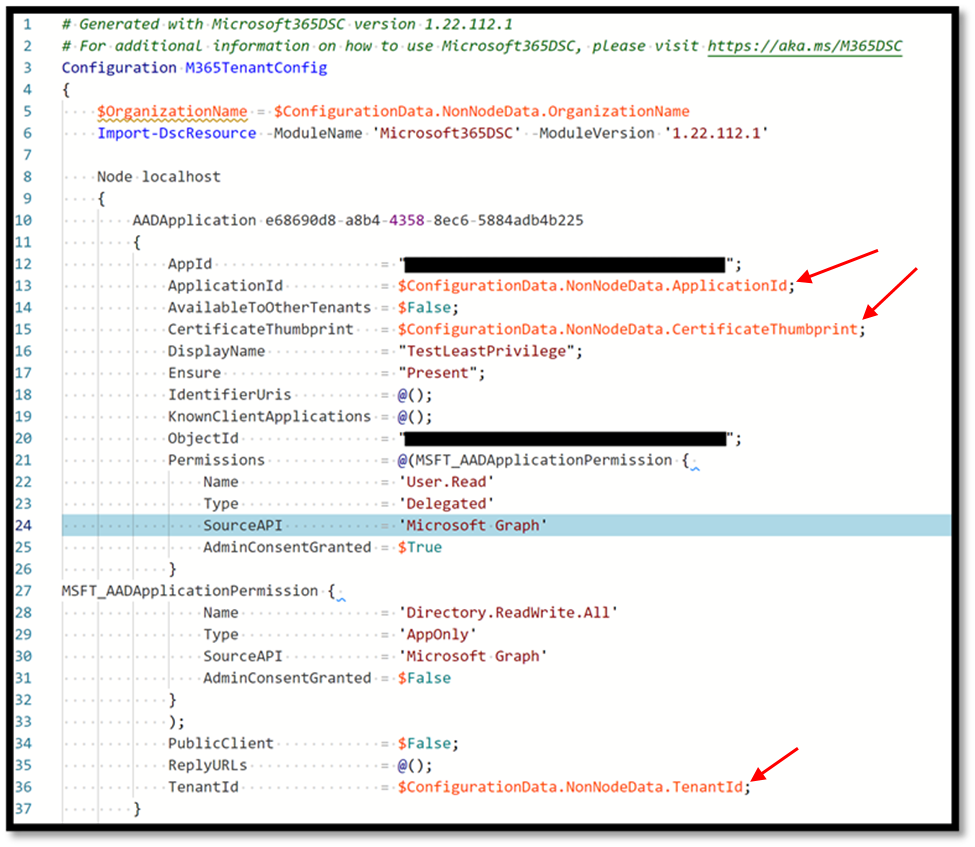 1 # Generated with Microsoft365DSC version 1.22.112.1
2 # For additional information on how to use Microsoft365DSC, please visit https://aka.ms/M365DSC
3 Configuration M365TenantConfig
4 {
5 $OrganizationName = $ConfigurationData.NonNodeData.OrganizationName
6 Import-DscResource -ModuleName 'Microsoft365DSC' -ModuleVersion '1.22.112.1'
7
8 Node localhost
9 {
10 AADApplication e68690d8-a8b4-4358-8ec6-5884adb4b225
11 {
12 AppId = "";
13 ApplicationId = $ConfigurationData.NonNodeData.ApplicationId;
14 AvailableToOtherTenants = $False;
15 CertificateThumbprint = $ConfigurationData.NonNodeData.CertificateThumbprint;
16 DisplayName = "TestLeastPrivilege";
17 Ensure = "Present";
18 IdentifierUris = @();
19 KnownClientApplications = @();
20 ObjectId = "";
21 Permissions = @(MSFT_AADApplicationPermission {
22 Name = 'User.Read'
23 Type = 'Delegated'
24 SourceAPI = 'Microsoft Graph'
25 AdminConsentGranted = $True
26 }
27 MSFT_AADApplicationPermission {
28 Name = 'Directory.ReadWrite.All'
29 Type = 'AppOnly'
30 SourceAPI = 'Microsoft Graph'
31 AdminConsentGranted = $False
32 }
33 );
34 PublicClient = $False;
35 ReplyURLs = @();
36 TenantId = $ConfigurationData.NonNodeData.TenantId;
37 }